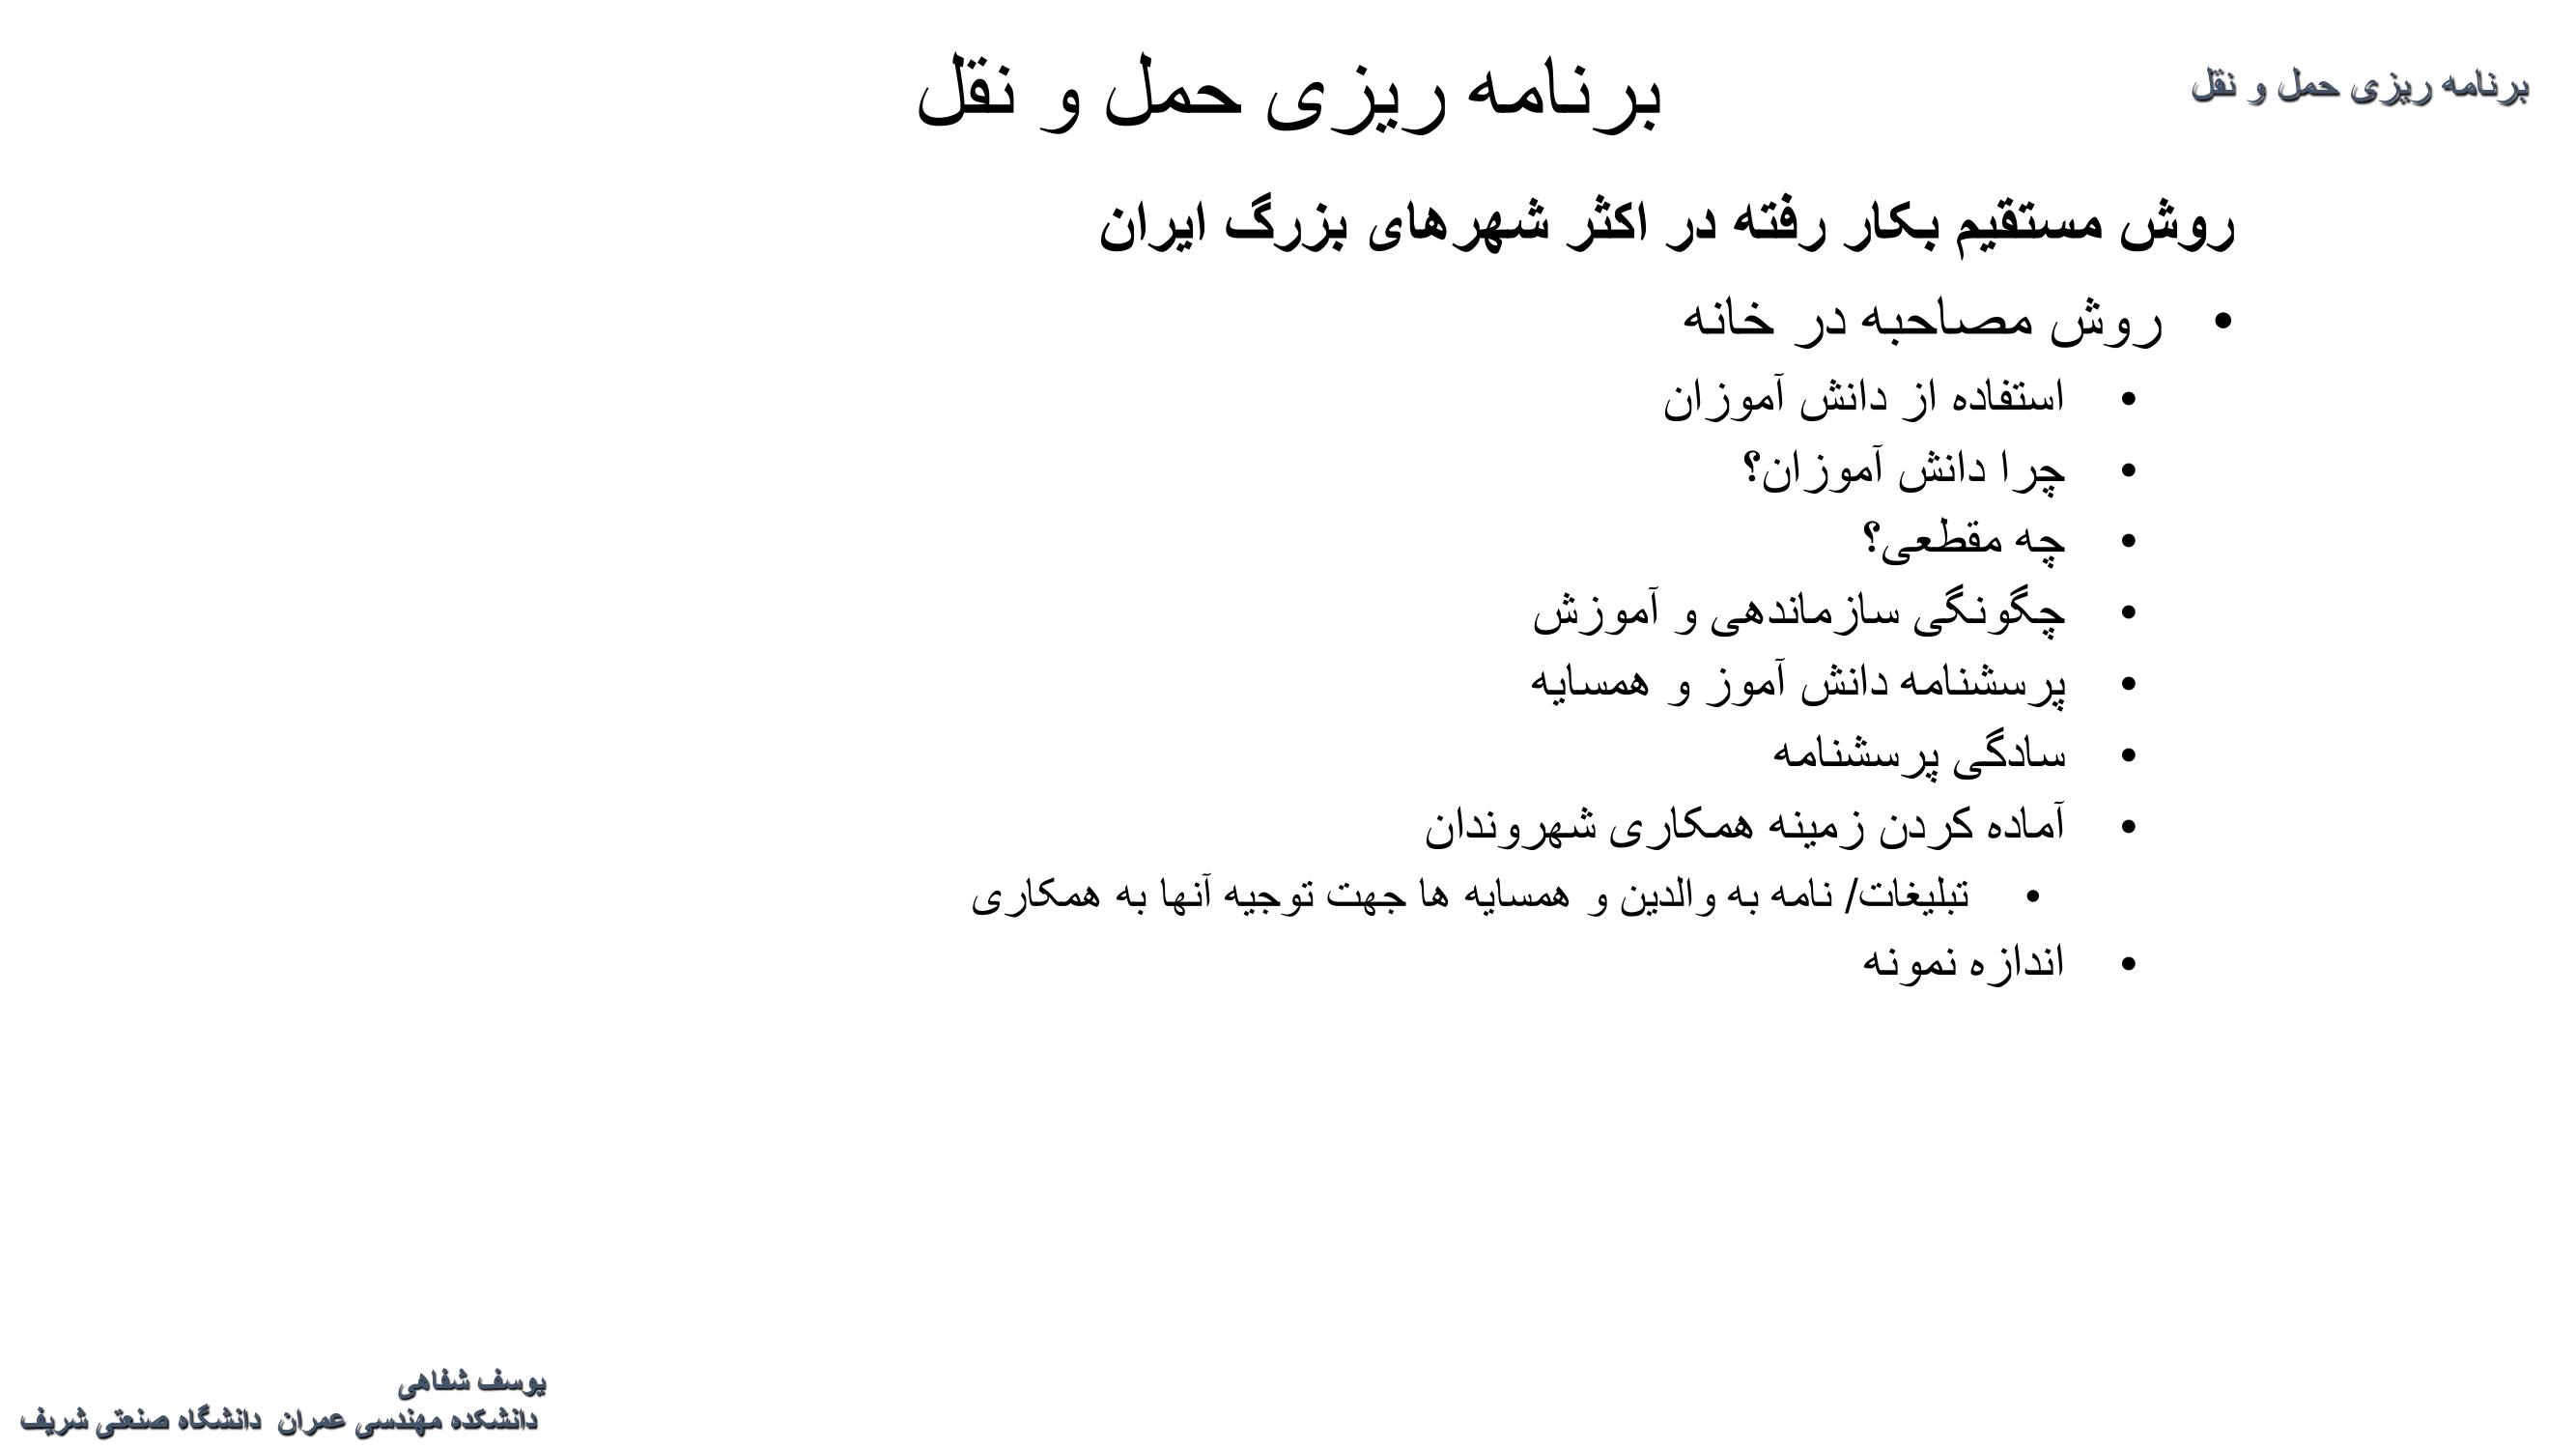 برنامه ریزی حمل و نقل
برنامه ریزی حمل و نقل
روش مستقیم بکار رفته در اکثر شهرهای بزرگ ایران
• روش مصاحبه در خانه
• استفاده از دانش آموزان
• چرا دانش آموزان؟
• چه مقطعی؟
• چگونگی سازماندهی و آموزش
• پرسشنامه دانش آموز و همسایه
• سادگی پرسشنامه
• آماده کردن زمینه همکاری شهروندان
• تبلیغات/ نامه به والدین و همسایه ها جهت توجیه آنها به همکاری
• اندازه نمونه
یوسف شفاهی
دانشکده مهندسی عمران دانشگاه صنعتی شریف